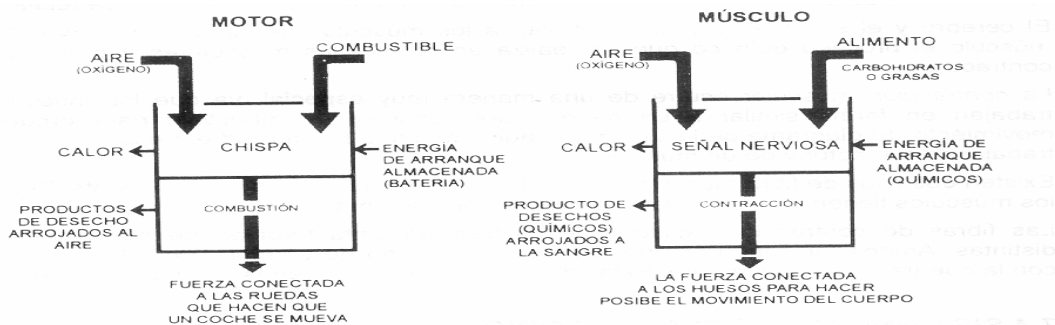 MOTOR
AIRE
(OXÍGENO)
COMBUSTIBLE
CHISPA
CALOR
ENERGÍA
DE ARRANQUE
ALMACENADA
(BATERIA)
COMBUSTIÓN
PRODUCTOS
DE DESECHO
ARROJADOS AL
AIRE
FUERZA CONECTADA
A LAS RUEDAS
QUE HACEN QUE
UN COCHE SE MUEVA
MÚSCULO
AIRE
(OXÍGENO)
ALIMENTO
CARBOHIDRATOS
O GRASAS
SEÑAL NERVIOSA
CALOR
ENERGÍA DE
ARRANQUE
ALMACENADA
(QUÍMICOS)
CONTRACCIÓN
PRODUCTO DE
DESECHOS
(QUÍMICOS)
ARROJADOS A
LA SANGRE
LA FUERZA CONECTADA
A LOS HUESOS PARA HACER
POSIBE EL MOVIMIENTO DEL CUERPO